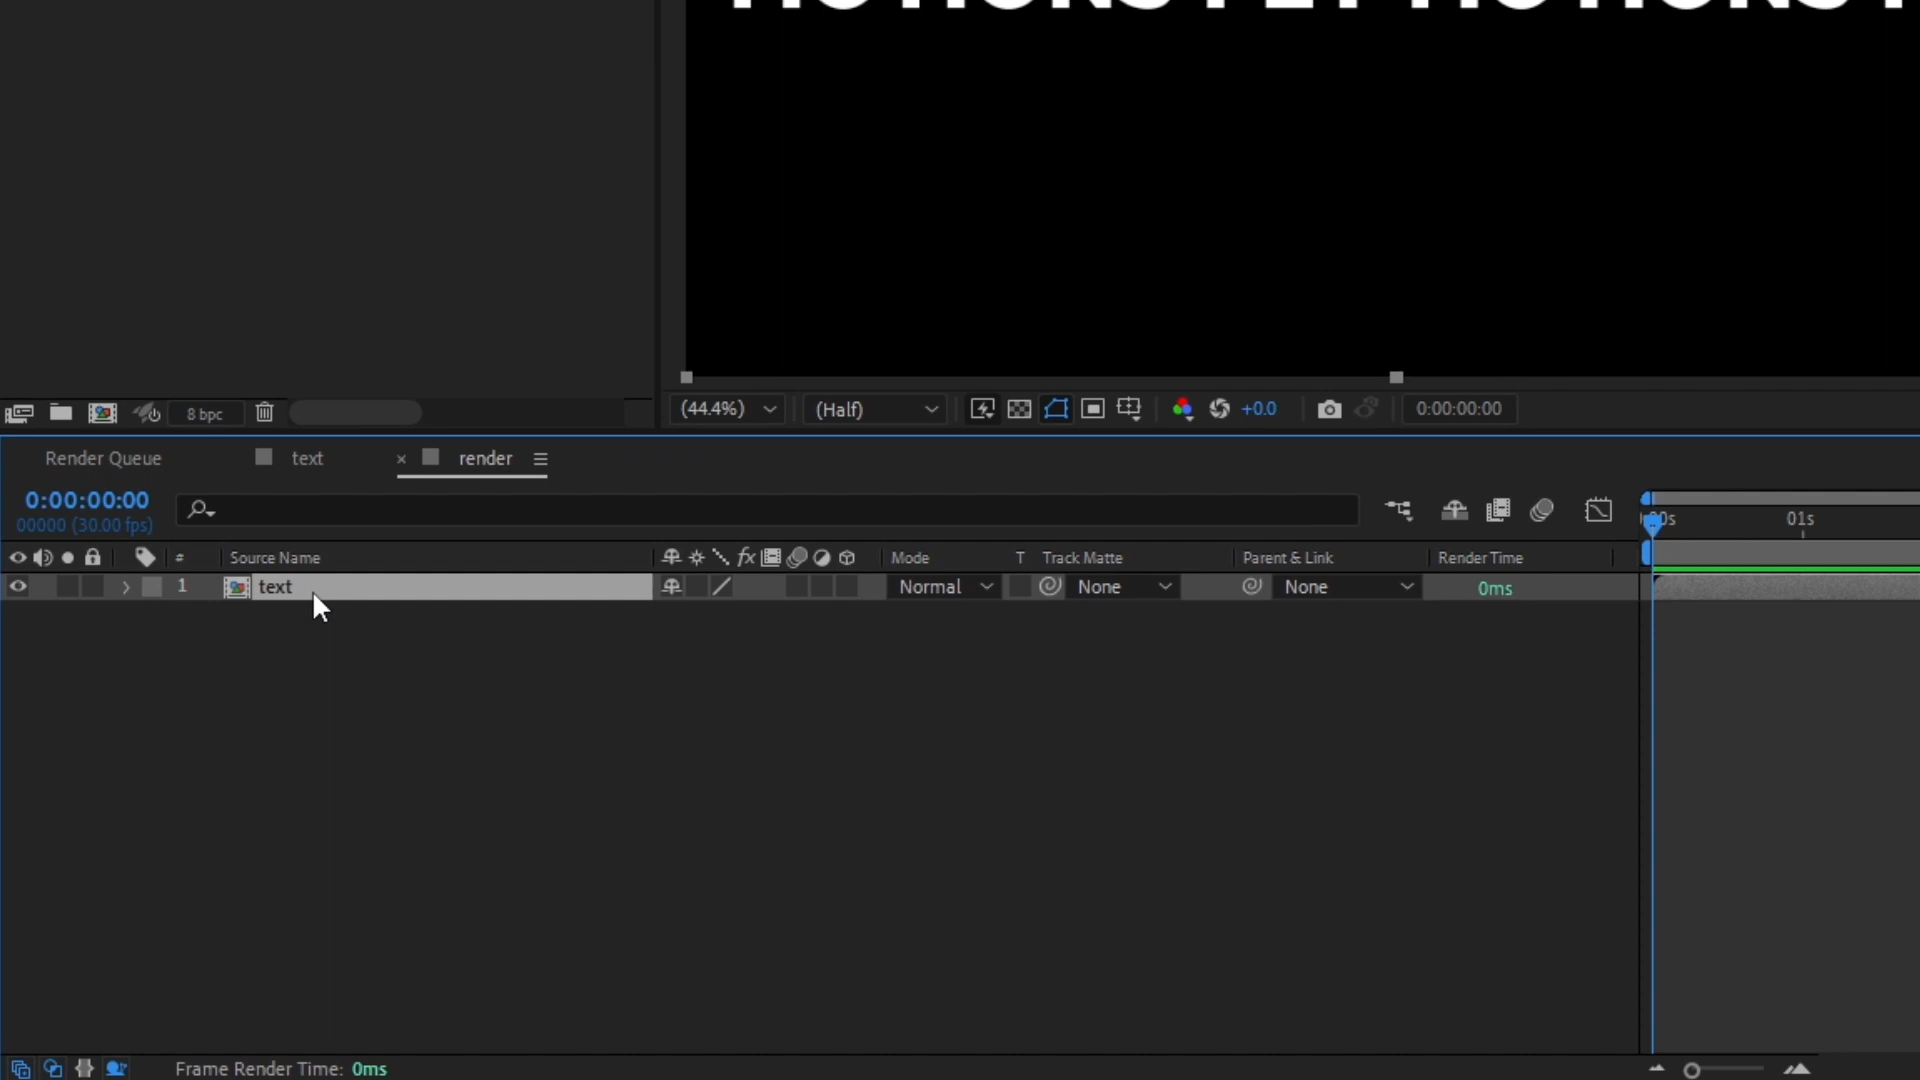 8 bpc
(44.4%)
(Half)
+0.0
0:00:00:00
Render Queue
text
× render
0:00:00:00
00000 (30.00 fps)
01s
# Source Name
Mode
T Track Matte
Parent & Link
Render Time
1 text
Normal
None
None
0ms
Frame Render Time: 0ms